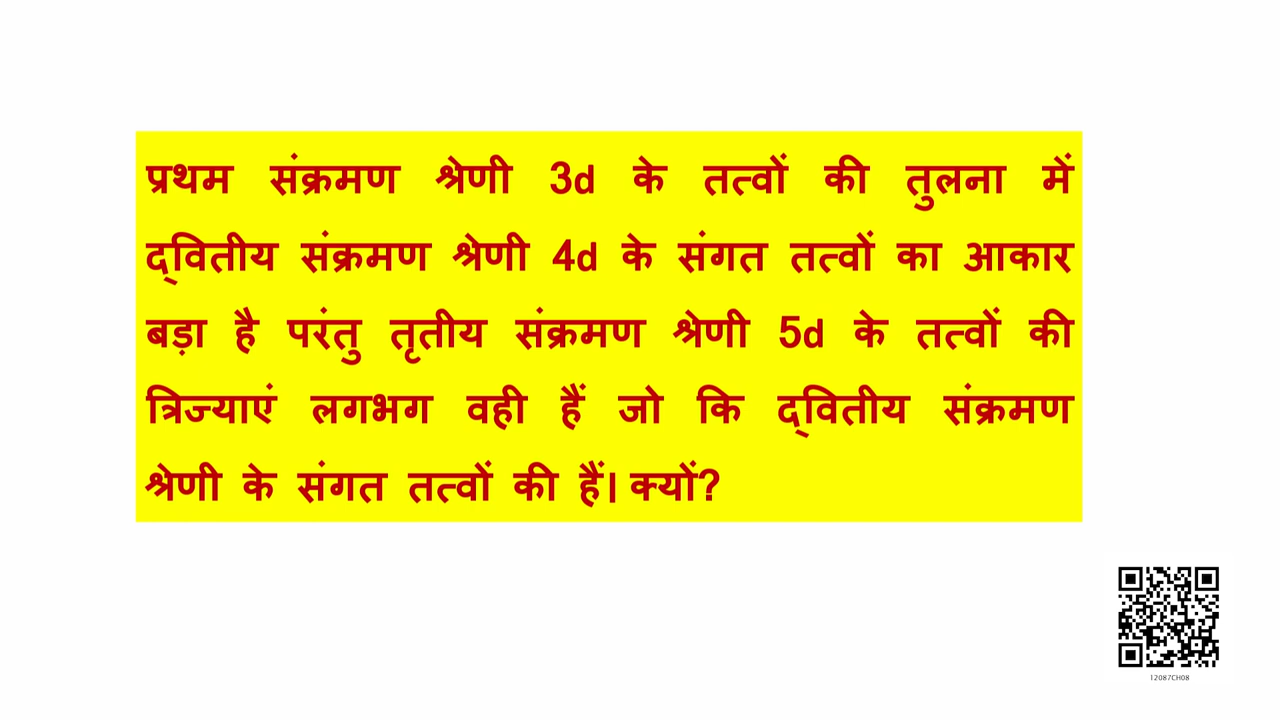 प्रथम संक्रमण श्रेणी 3d के तत्वों की तुलना में
द्वितीय संक्रमण श्रेणी 4d के संगत तत्वों का आकार
बड़ा है परंतु तृतीय संक्रमण श्रेणी 5d के तत्वों की
त्रिज्याएं लगभग वही हैं जो कि द्वितीय संक्रमण
श्रेणी के संगत तत्वों की हैं। क्यों?
12087CH08